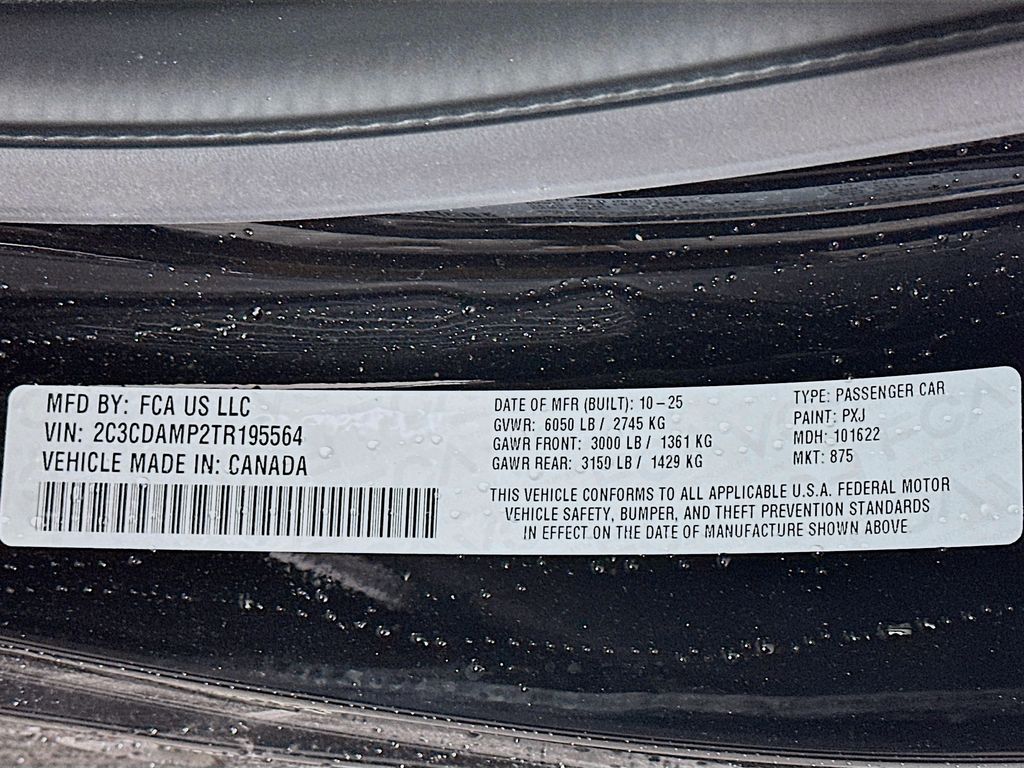 MFD BY: FCA US LLC
VIN: 2C3CDAMP2TR195564
VEHICLE MADE IN: CANADA
DATE OF MFR (BUILT): 10-25
GVWR: 6050 LB / 2745 KG
GAWR FRONT: 3000 LB / 1361 KG
GAWR REAR: 3150 LB / 1429 KG
TYPE: PASSENGER CAR
PAINT: PXJ
MDH: 101622
MKT: 875
THIS VEHICLE CONFORMS TO ALL APPLICABLE U.S.A. FEDERAL MOTOR
VEHICLE SAFETY, BUMPER, AND THEFT PREVENTION STANDARDS
IN EFFECT ON THE DATE OF MANUFACTURE SHOWN ABOVE